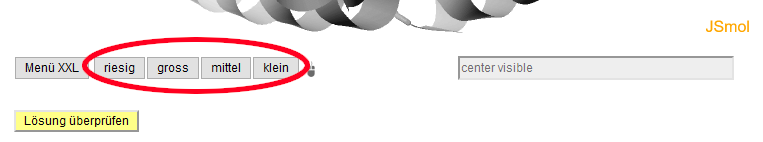 JSmol
Menü XXL riesig gross mittel klein center visible
Lösung überprüfen